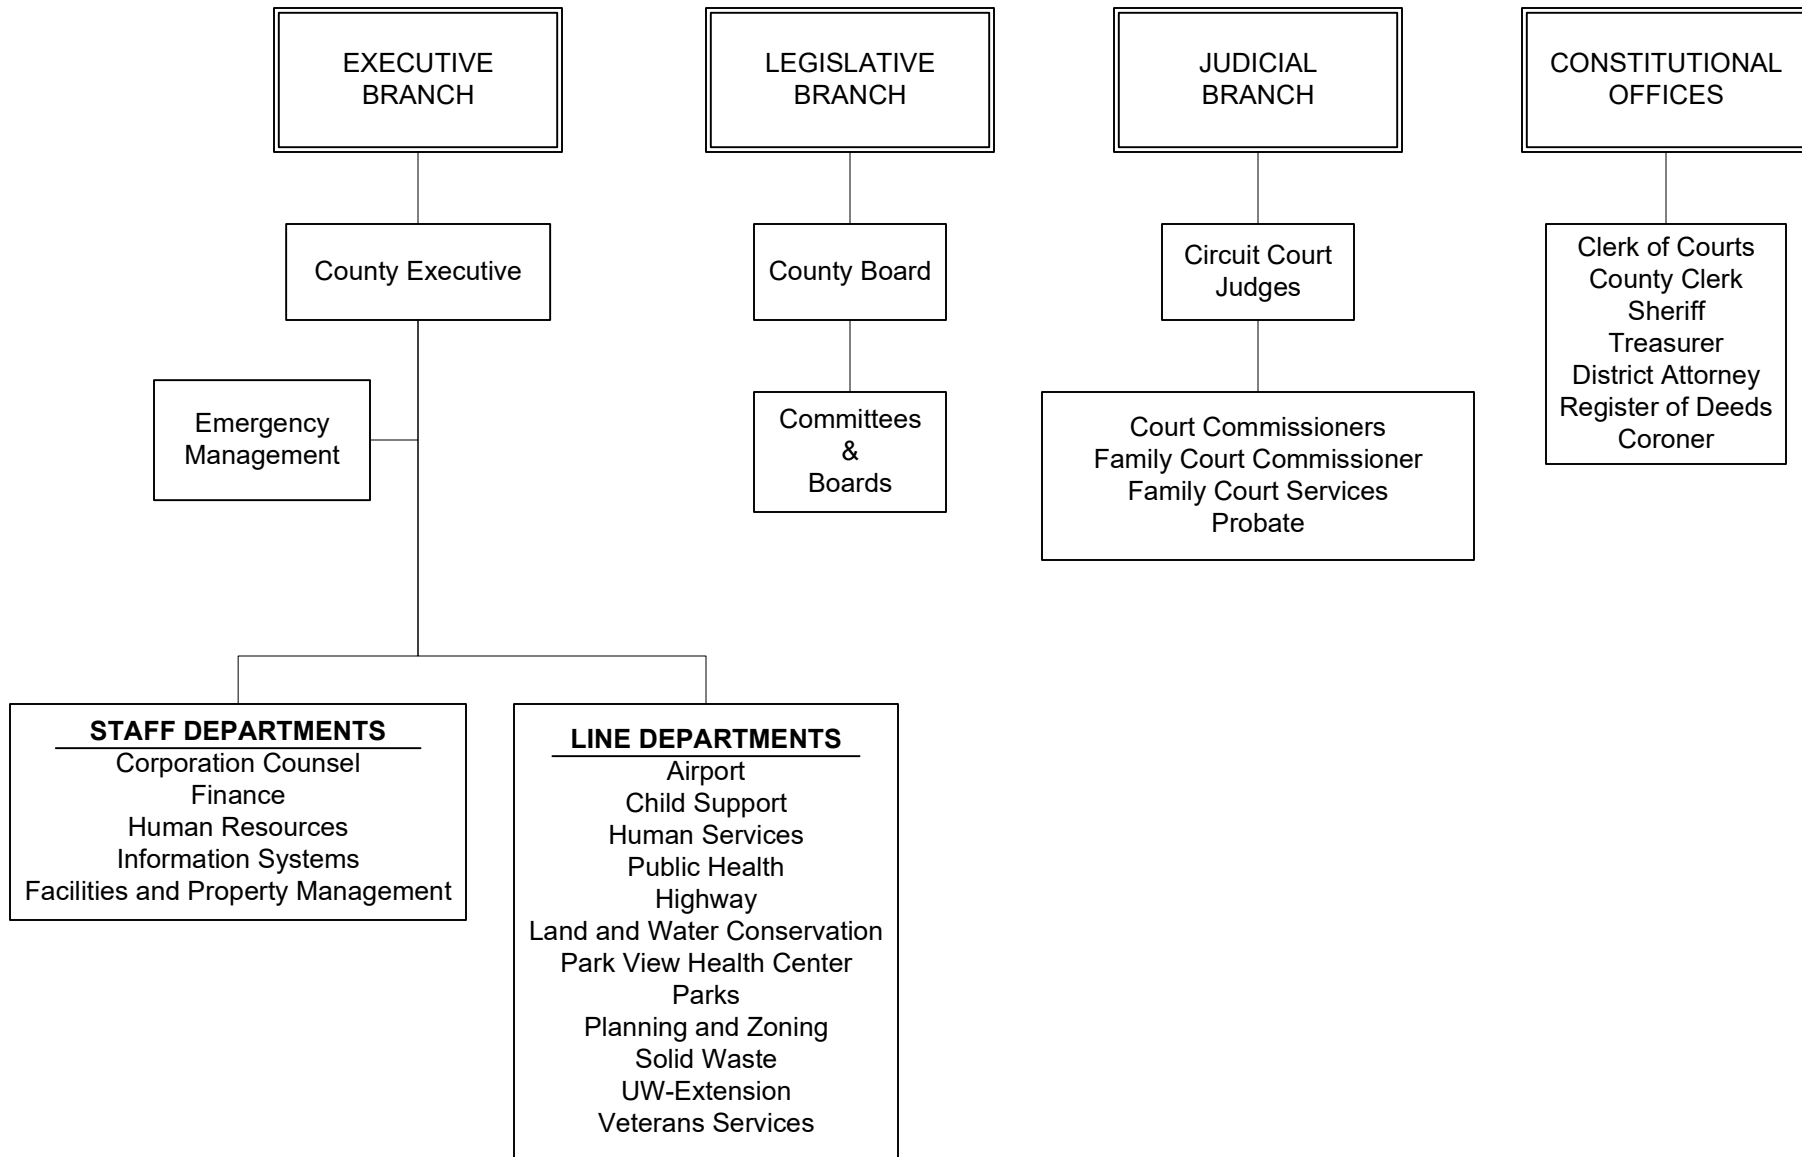 EXECUTIVE
BRANCH
LEGISLATIVE
BRANCH
JUDICIAL
BRANCH
CONSTITUTIONAL
OFFICES
County Executive
County Board
Circuit Court
Judges
Clerk of Courts
County Clerk
Sheriff
Treasurer
District Attorney
Register of Deeds
Coroner
Emergency
Management
Committees
&
Boards
Court Commissioners
Family Court Commissioner
Family Court Services
Probate
STAFF DEPARTMENTS
Corporation Counsel
Finance
Human Resources
Information Systems
Facilities and Property Management
LINE DEPARTMENTS
Airport
Child Support
Human Services
Public Health
Highway
Land and Water Conservation
Park View Health Center
Parks
Planning and Zoning
Solid Waste
UW-Extension
Veterans Services